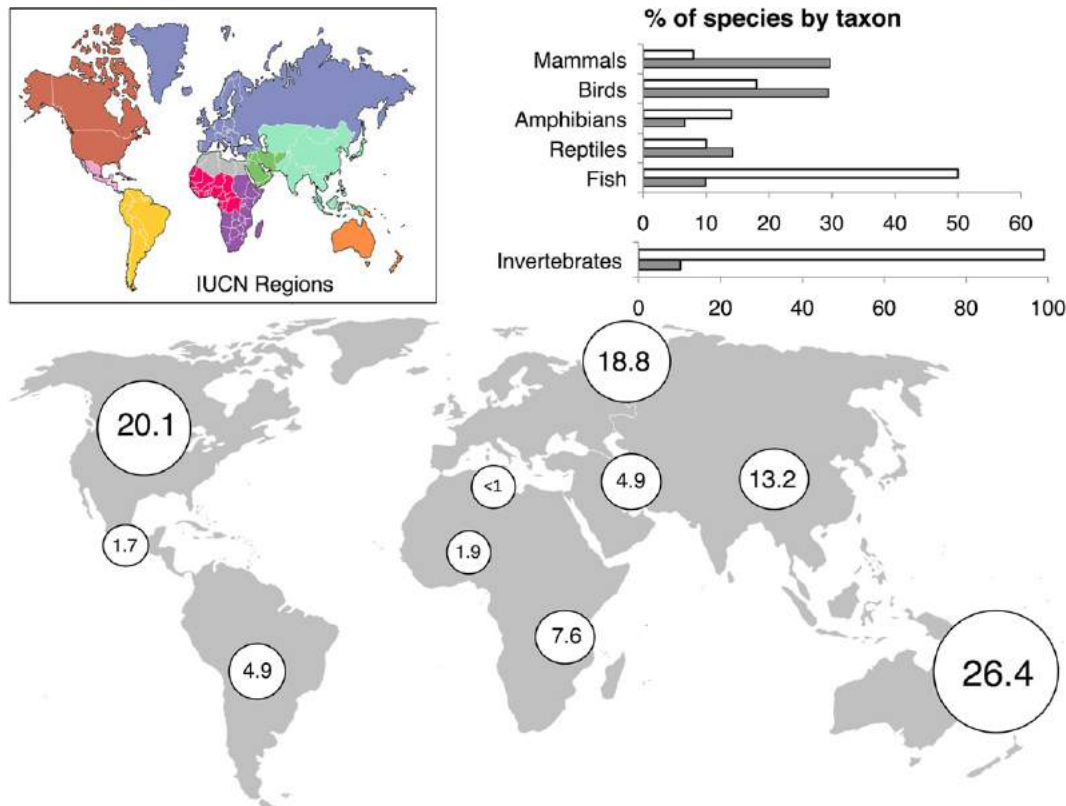 IUCN Regions
% of species by taxon
Mammals
Birds
Amphibians
Reptiles
Fish
0 10 20 30 40 50 60
Invertebrates
0 20 40 60 80 100
18.8
20.1
<1
4.9
13.2
1.7
1.9
7.6
4.9
26.4